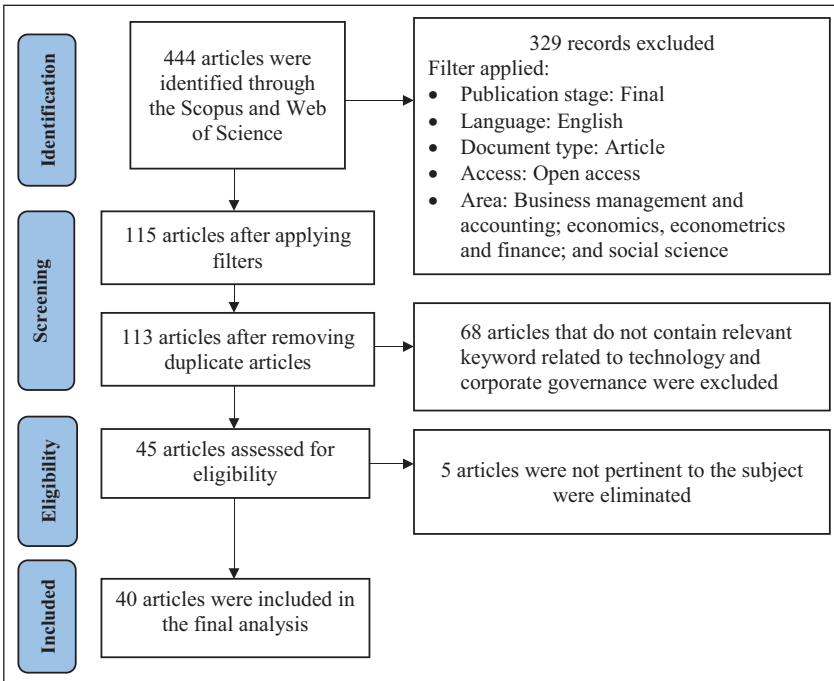 Identification
444 articles were
identified through
the Scopus and Web
of Science
329 records excluded
Filter applied:
• Publication stage: Final
• Language: English
• Document type: Article
• Access: Open access
• Area: Business management and
accounting; economics, econometrics
and finance; and social science
Screening
115 articles after applying
filters
113 articles after removing
duplicate articles
68 articles that do not contain relevant
keyword related to technology and
corporate governance were excluded
Eligibility
45 articles assessed for
eligibility
5 articles were not pertinent to the subject
were eliminated
Included
40 articles were included in
the final analysis